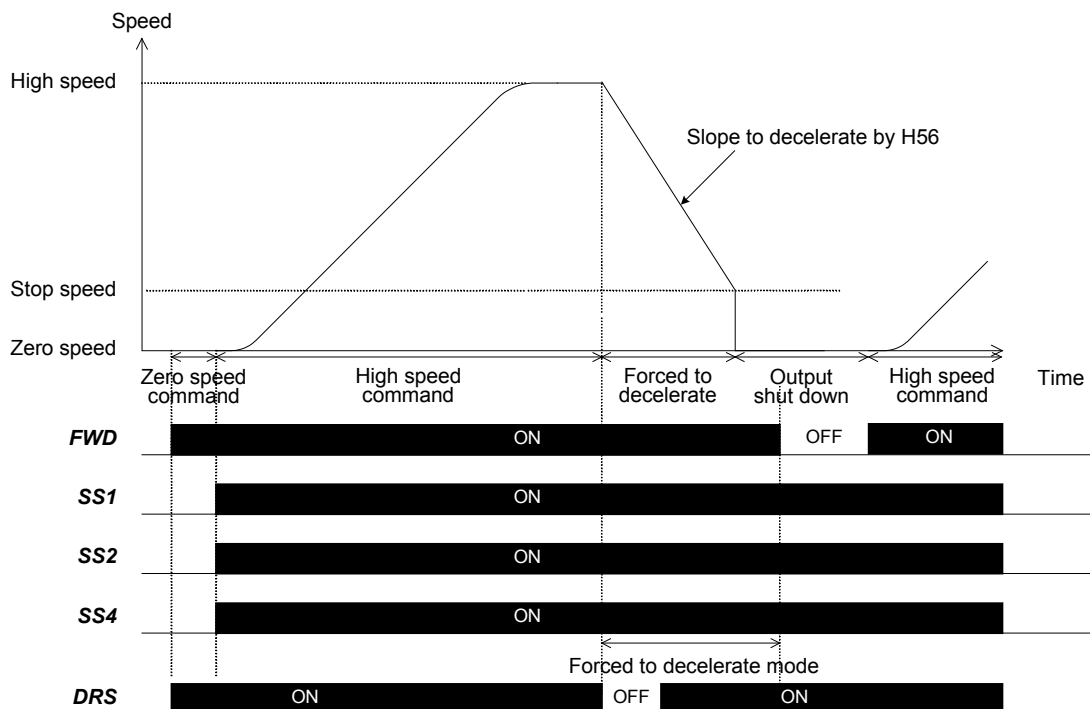 Speed
High speed
Slope to decelerate by H56
Stop speed
Zero speed
Zero speed
command
High speed
command
Forced to
decelerate
Output
shut down
High speed
command
Time
FWD
ON
OFF
ON
SS1
ON
SS2
ON
SS4
ON
Forced to decelerate mode
DRS
ON
OFF
ON